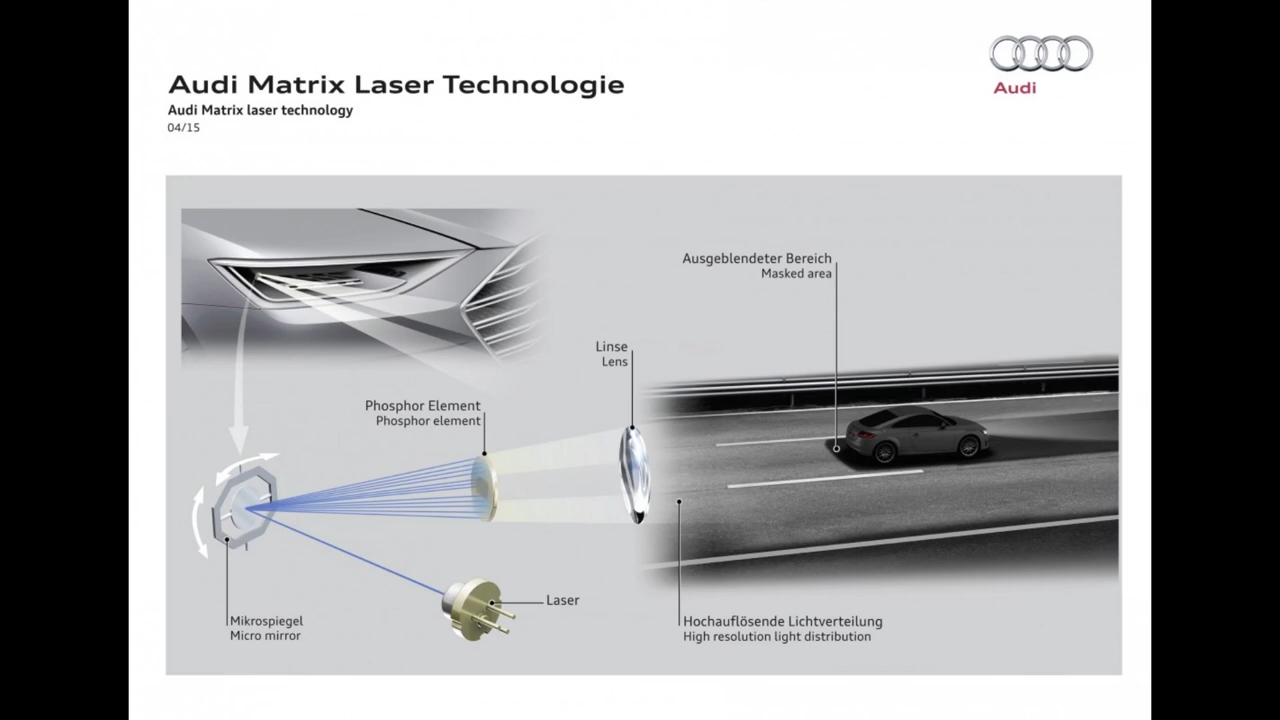 Audi Matrix Laser Technologie
Audi Matrix laser technology
04/15
Audi
Ausgeblendeter Bereich
Masked area
Linse
Lens
Phosphor Element
Phosphor element
Laser
Mikrospiegel
Micro mirror
Hochauflösende Lichtverteilung
High resolution light distribution